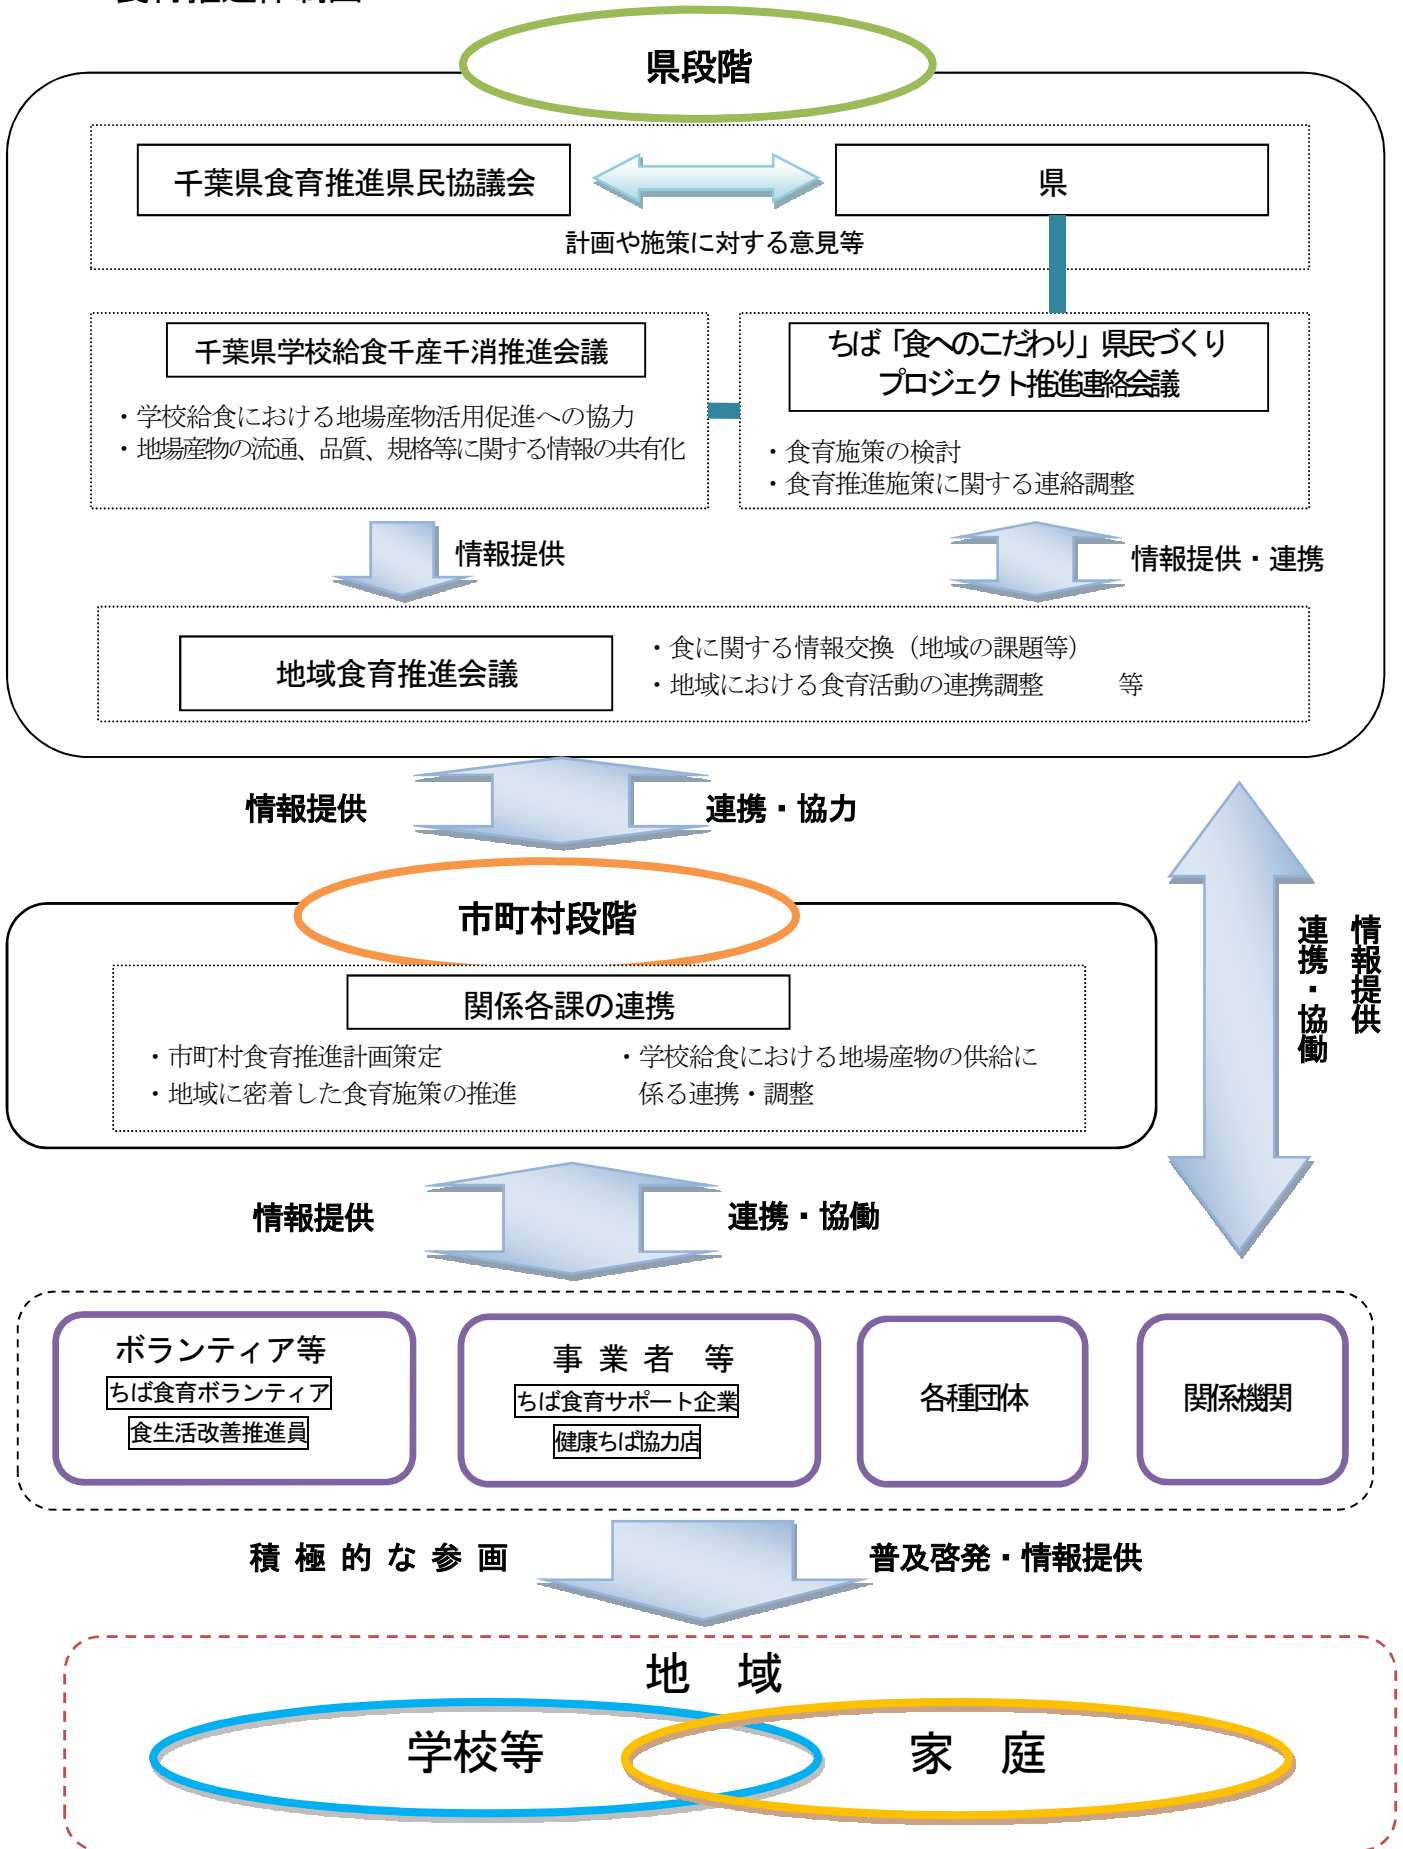 県段階
千葉県食育推進県民協議会
県
計画や施策に対する意見等
千葉県学校給食千産千消推進会議
・学校給食における地場産物活用促進への協力
・地場産物の流通、品質、規格等に関する情報の共有化
ちば「食へのこだわり」県民づくり
プロジェクト推進連絡会議
・食育施策の検討
・食育推進施策に関する連絡調整
情報提供
情報提供・連携
地域食育推進会議
・食に関する情報交換（地域の課題等）
・地域における食育活動の連携調整　　　等
情報提供
連携・協力
市町村段階
関係各課の連携
・市町村食育推進計画策定
・地域に密着した食育施策の推進
・学校給食における地場産物の供給に
係る連携・調整
情報提供
連携・協働
情報提供
連携・協働
ボランティア等
ちば食育ボランティア
食生活改善推進員
事 業 者　等
ちば食育サポート企業
健康ちば協力店
各種団体
関係機関
積 極 的 な 参 画
普及啓発・情報提供
地　域
学校等
家　庭